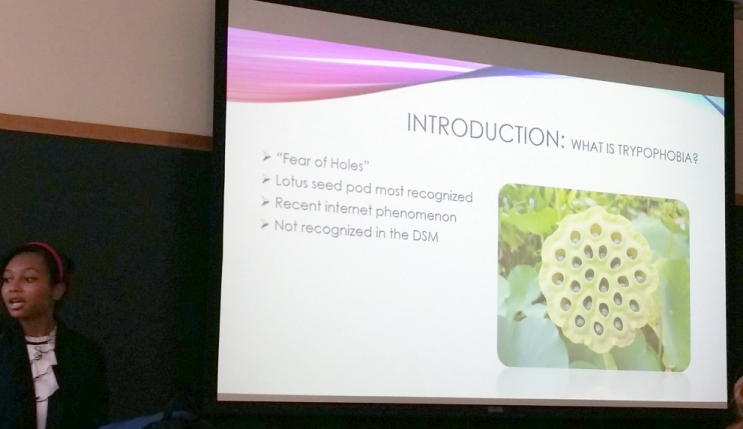 INTRODUCTION: WHAT IS TRYPOPHOBIA?
"Fear of Holes"
Lotus seed pod most recognized
Recent internet phenomenon
Not recognized in the DSM